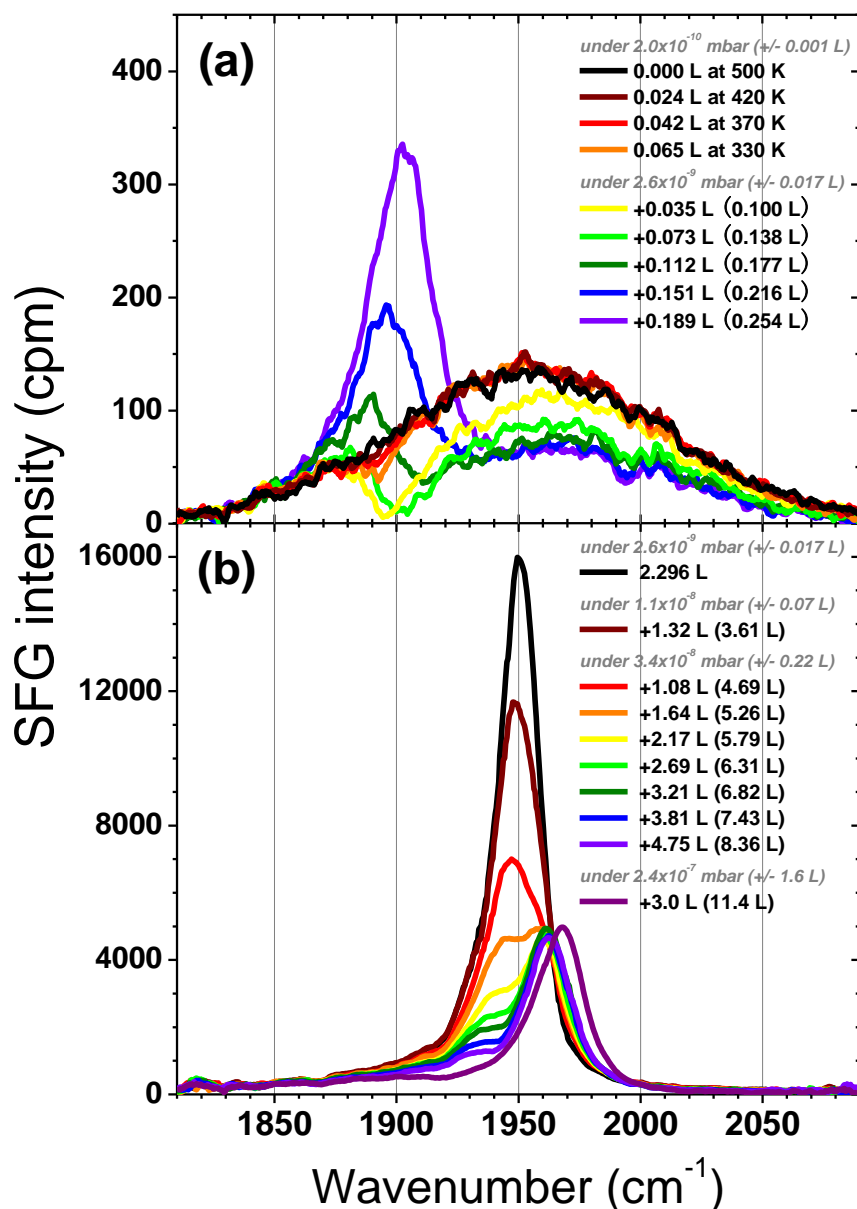 (a)
under 2.0x10⁻¹⁰ mbar (+/- 0.001 L)
0.000 L at 500 K
0.024 L at 420 K
0.042 L at 370 K
0.065 L at 330 K
under 2.6x10⁻⁹ mbar (+/- 0.017 L)
+0.035 L（0.100 L）
+0.073 L（0.138 L）
+0.112 L（0.177 L）
+0.151 L（0.216 L）
+0.189 L（0.254 L）
400
300
200
100
0
SFG intensity (cpm)
(b)
under 2.6x10⁻⁹ mbar (+/- 0.017 L)
2.296 L
under 1.1x10⁻⁸ mbar (+/- 0.07 L)
+1.32 L (3.61 L)
under 3.4x10⁻⁸ mbar (+/- 0.22 L)
+1.08 L (4.69 L)
+1.64 L (5.26 L)
+2.17 L (5.79 L)
+2.69 L (6.31 L)
+3.21 L (6.82 L)
+3.81 L (7.43 L)
+4.75 L (8.36 L)
under 2.4x10⁻⁷ mbar (+/- 1.6 L)
+3.0 L (11.4 L)
16000
12000
8000
4000
0
1850 1900 1950 2000 2050
Wavenumber (cm⁻¹)